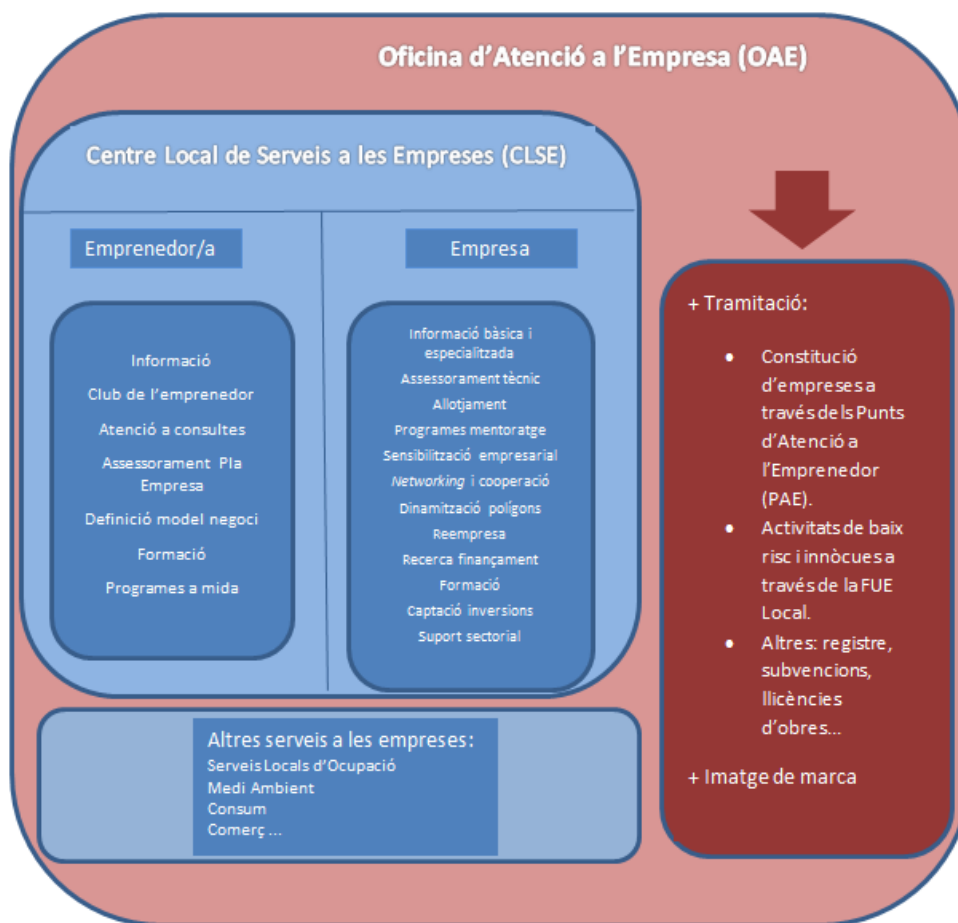 Oficina d'Atenció a l'Empresa (OAE)
Centre Local de Serveis a les Empreses (CLSE)
Emprenedor/a
Informació
Club de l'emprenedor
Atenció a consultes
Assessorament Pla
Empresa
Definició model negoci
Formació
Programes a mida
Empresa
Informació bàsica i
especialitzada
Assessorament tècnic
Allotjament
Programes mentoratge
Sensibilització empresarial
Networking i cooperació
Dinamització polígons
Reempresa
Recerca finançament
Formació
Captació inversions
Suport sectorial
Altres serveis a les empreses:
Serveis Locals d'Ocupació
Medi Ambient
Consum
Comerç ...
+ Tramitació:
• Constitució
d'empreses a
través dels Punts
d'Atenció a
l'Emprenedor
(PAE).
• Activitats de baix
risc i innòcues a
través de la FUE
Local.
• Altres: registre,
subvencions,
llicències
d'obres...
+ Imatge de marca